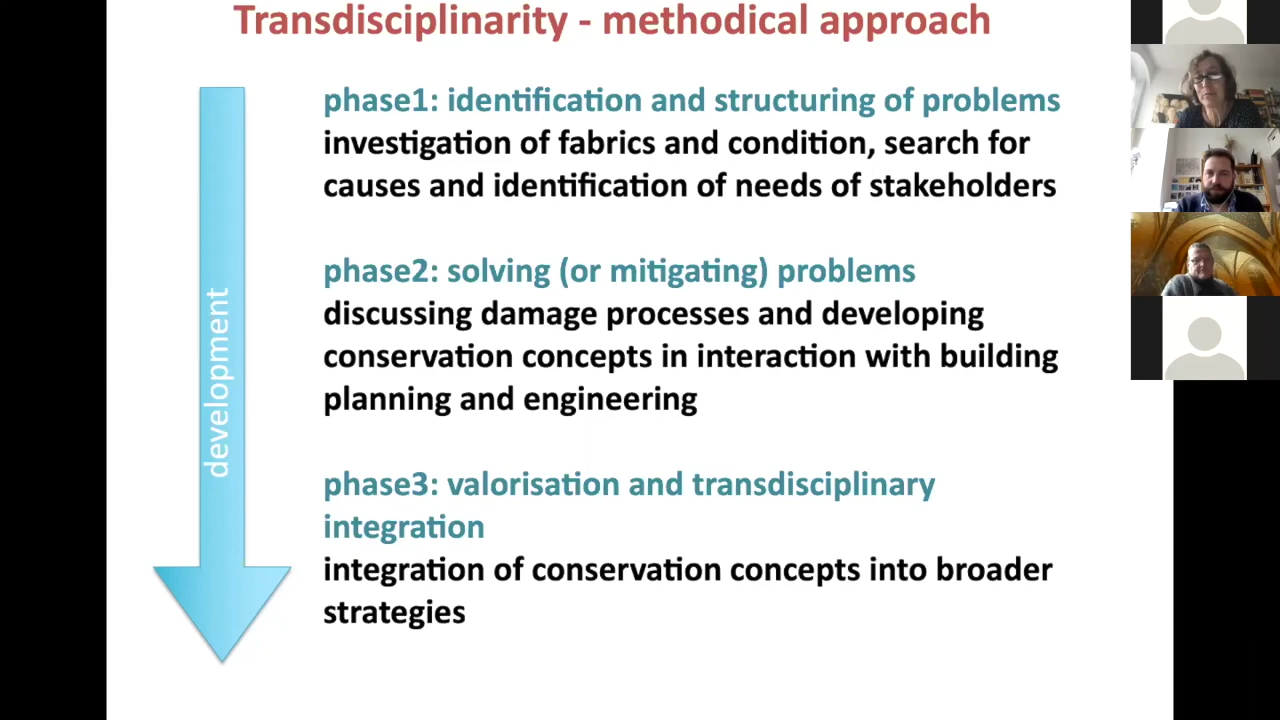 Transdisciplinarity - methodical approach
phase1: identification and structuring of problems
investigation of fabrics and condition, search for
causes and identification of needs of stakeholders
phase2: solving (or mitigating) problems
discussing damage processes and developing
conservation concepts in interaction with building
planning and engineering
phase3: valorisation and transdisciplinary
integration
integration of conservation concepts into broader
strategies
development